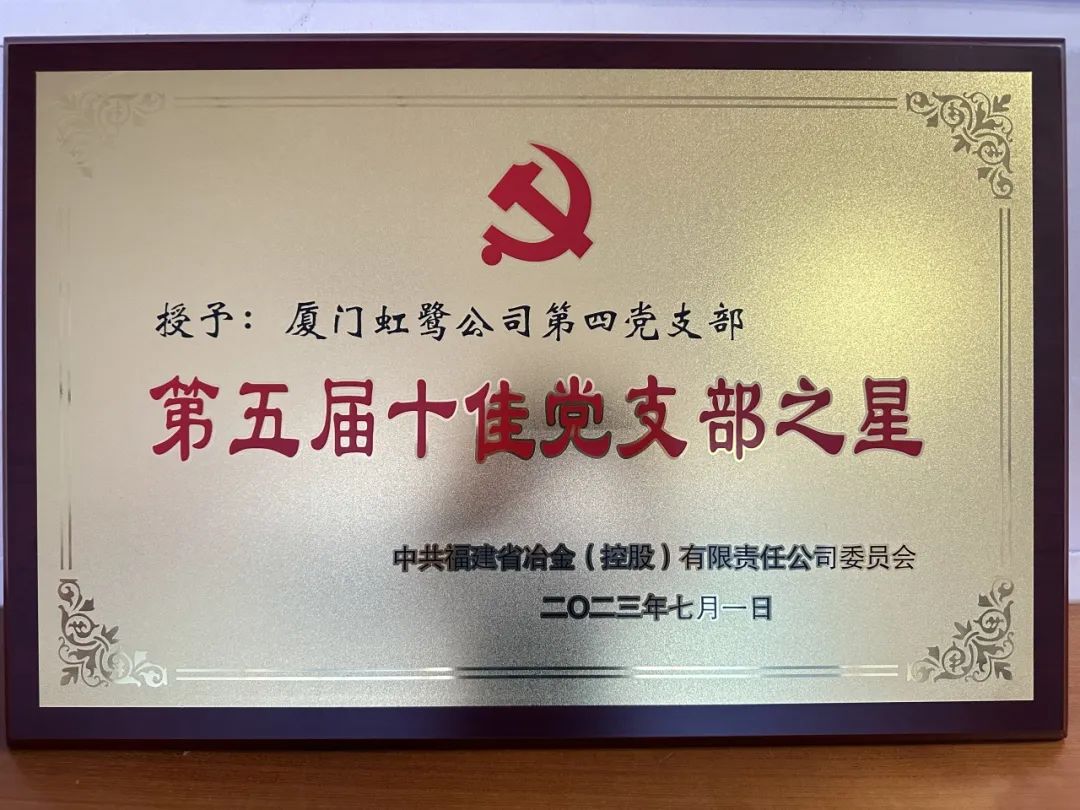 授予：厦门虹鹭公司第四党支部
第五届十佳党支部之星
中共福建省冶金（控股）有限责任公司委员会
二〇二三年七月一日